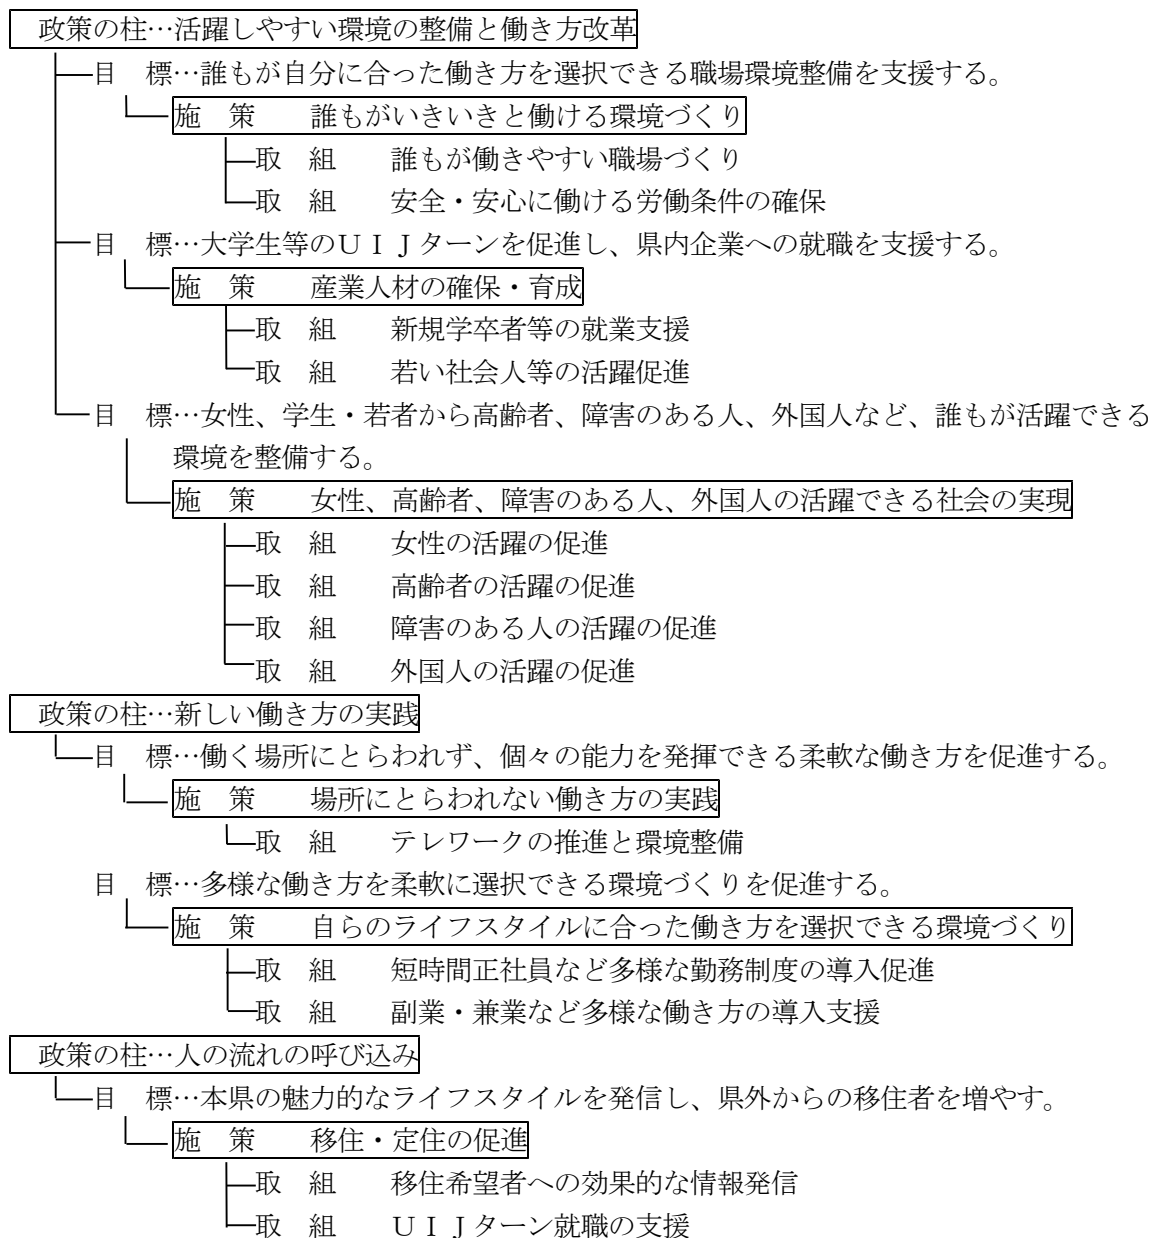 政策の柱…活躍しやすい環境の整備と働き方改革
目　標…誰もが自分に合った働き方を選択できる職場環境整備を支援する。
施　策　　誰もがいきいきと働ける環境づくり
取　組　　誰もが働きやすい職場づくり
取　組　　安全・安心に働ける労働条件の確保
目　標…大学生等のＵＩＪターンを促進し、県内企業への就職を支援する。
施　策　　産業人材の確保・育成
取　組　　新規学卒者等の就業支援
取　組　　若い社会人等の活躍促進
目　標…女性、学生・若者から高齢者、障害のある人、外国人など、誰もが活躍できる
環境を整備する。
施　策　　女性、高齢者、障害のある人、外国人の活躍できる社会の実現
取　組　　女性の活躍の促進
取　組　　高齢者の活躍の促進
取　組　　障害のある人の活躍の促進
取　組　　外国人の活躍の促進
政策の柱…新しい働き方の実践
目　標…働く場所にとらわれず、個々の能力を発揮できる柔軟な働き方を促進する。
施　策　　場所にとらわれない働き方の実践
取　組　　テレワークの推進と環境整備
目　標…多様な働き方を柔軟に選択できる環境づくりを促進する。
施　策　　自らのライフスタイルに合った働き方を選択できる環境づくり
取　組　　短時間正社員など多様な勤務制度の導入促進
取　組　　副業・兼業など多様な働き方の導入支援
政策の柱…人の流れの呼び込み
目　標…本県の魅力的なライフスタイルを発信し、県外からの移住者を増やす。
施　策　　移住・定住の促進
取　組　　移住希望者への効果的な情報発信
取　組　　ＵＩＪターン就職の支援